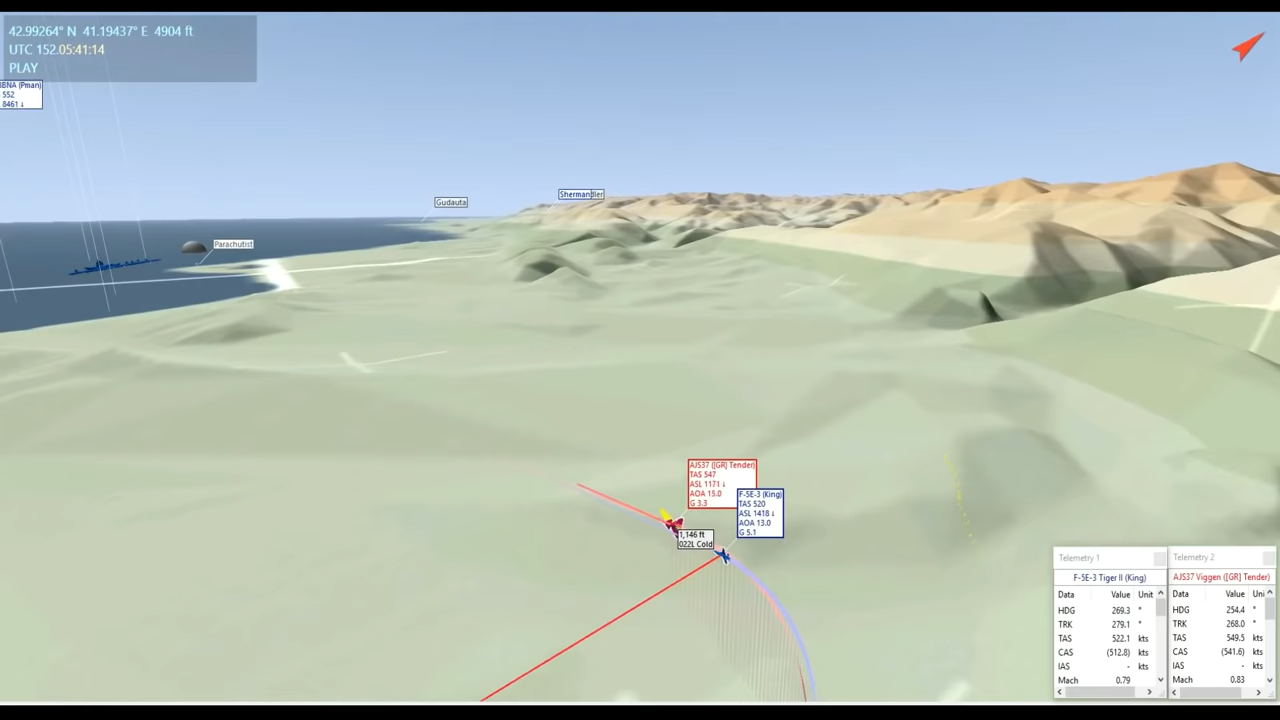 42.99264° N  41.19437° E  4904 ft
UTC 152.05:41:14
PLAY
(Pman)
552
8461 ↓
Gudauta
Sherman
Parachutist
AJS37 ([GR] Tender)
TAS 547
ASL 1171 ↓
AOA 15.0
G 3.3
F-5E-3 (King)
TAS 520
ASL 1418 ↓
AOA 13.0
G 5.1
1,146 ft
022L Cold
Telemetry 1
F-5E-3 Tiger II (King)
Data Value Unit
HDG 269.3 °
TRK 279.1 °
TAS 522.1 kts
CAS (512.8) kts
IAS - kts
Mach 0.79
Telemetry 2
AJS37 Viggen ([GR] Tender)
Data Value Uni
HDG 254.4 °
TRK 268.0 °
TAS 549.5 kts
CAS (541.6) kts
IAS - kts
Mach 0.83